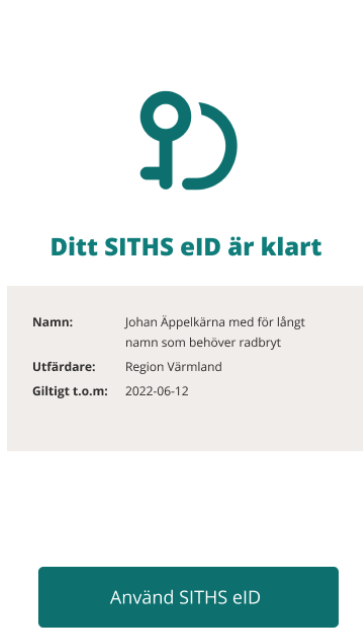 Ditt SITHS eID är klart
Namn: Johan Äppelkärna med för långt
namn som behöver radbryt
Utfärdare: Region Värmland
Giltigt t.o.m: 2022-06-12
Använd SITHS eID